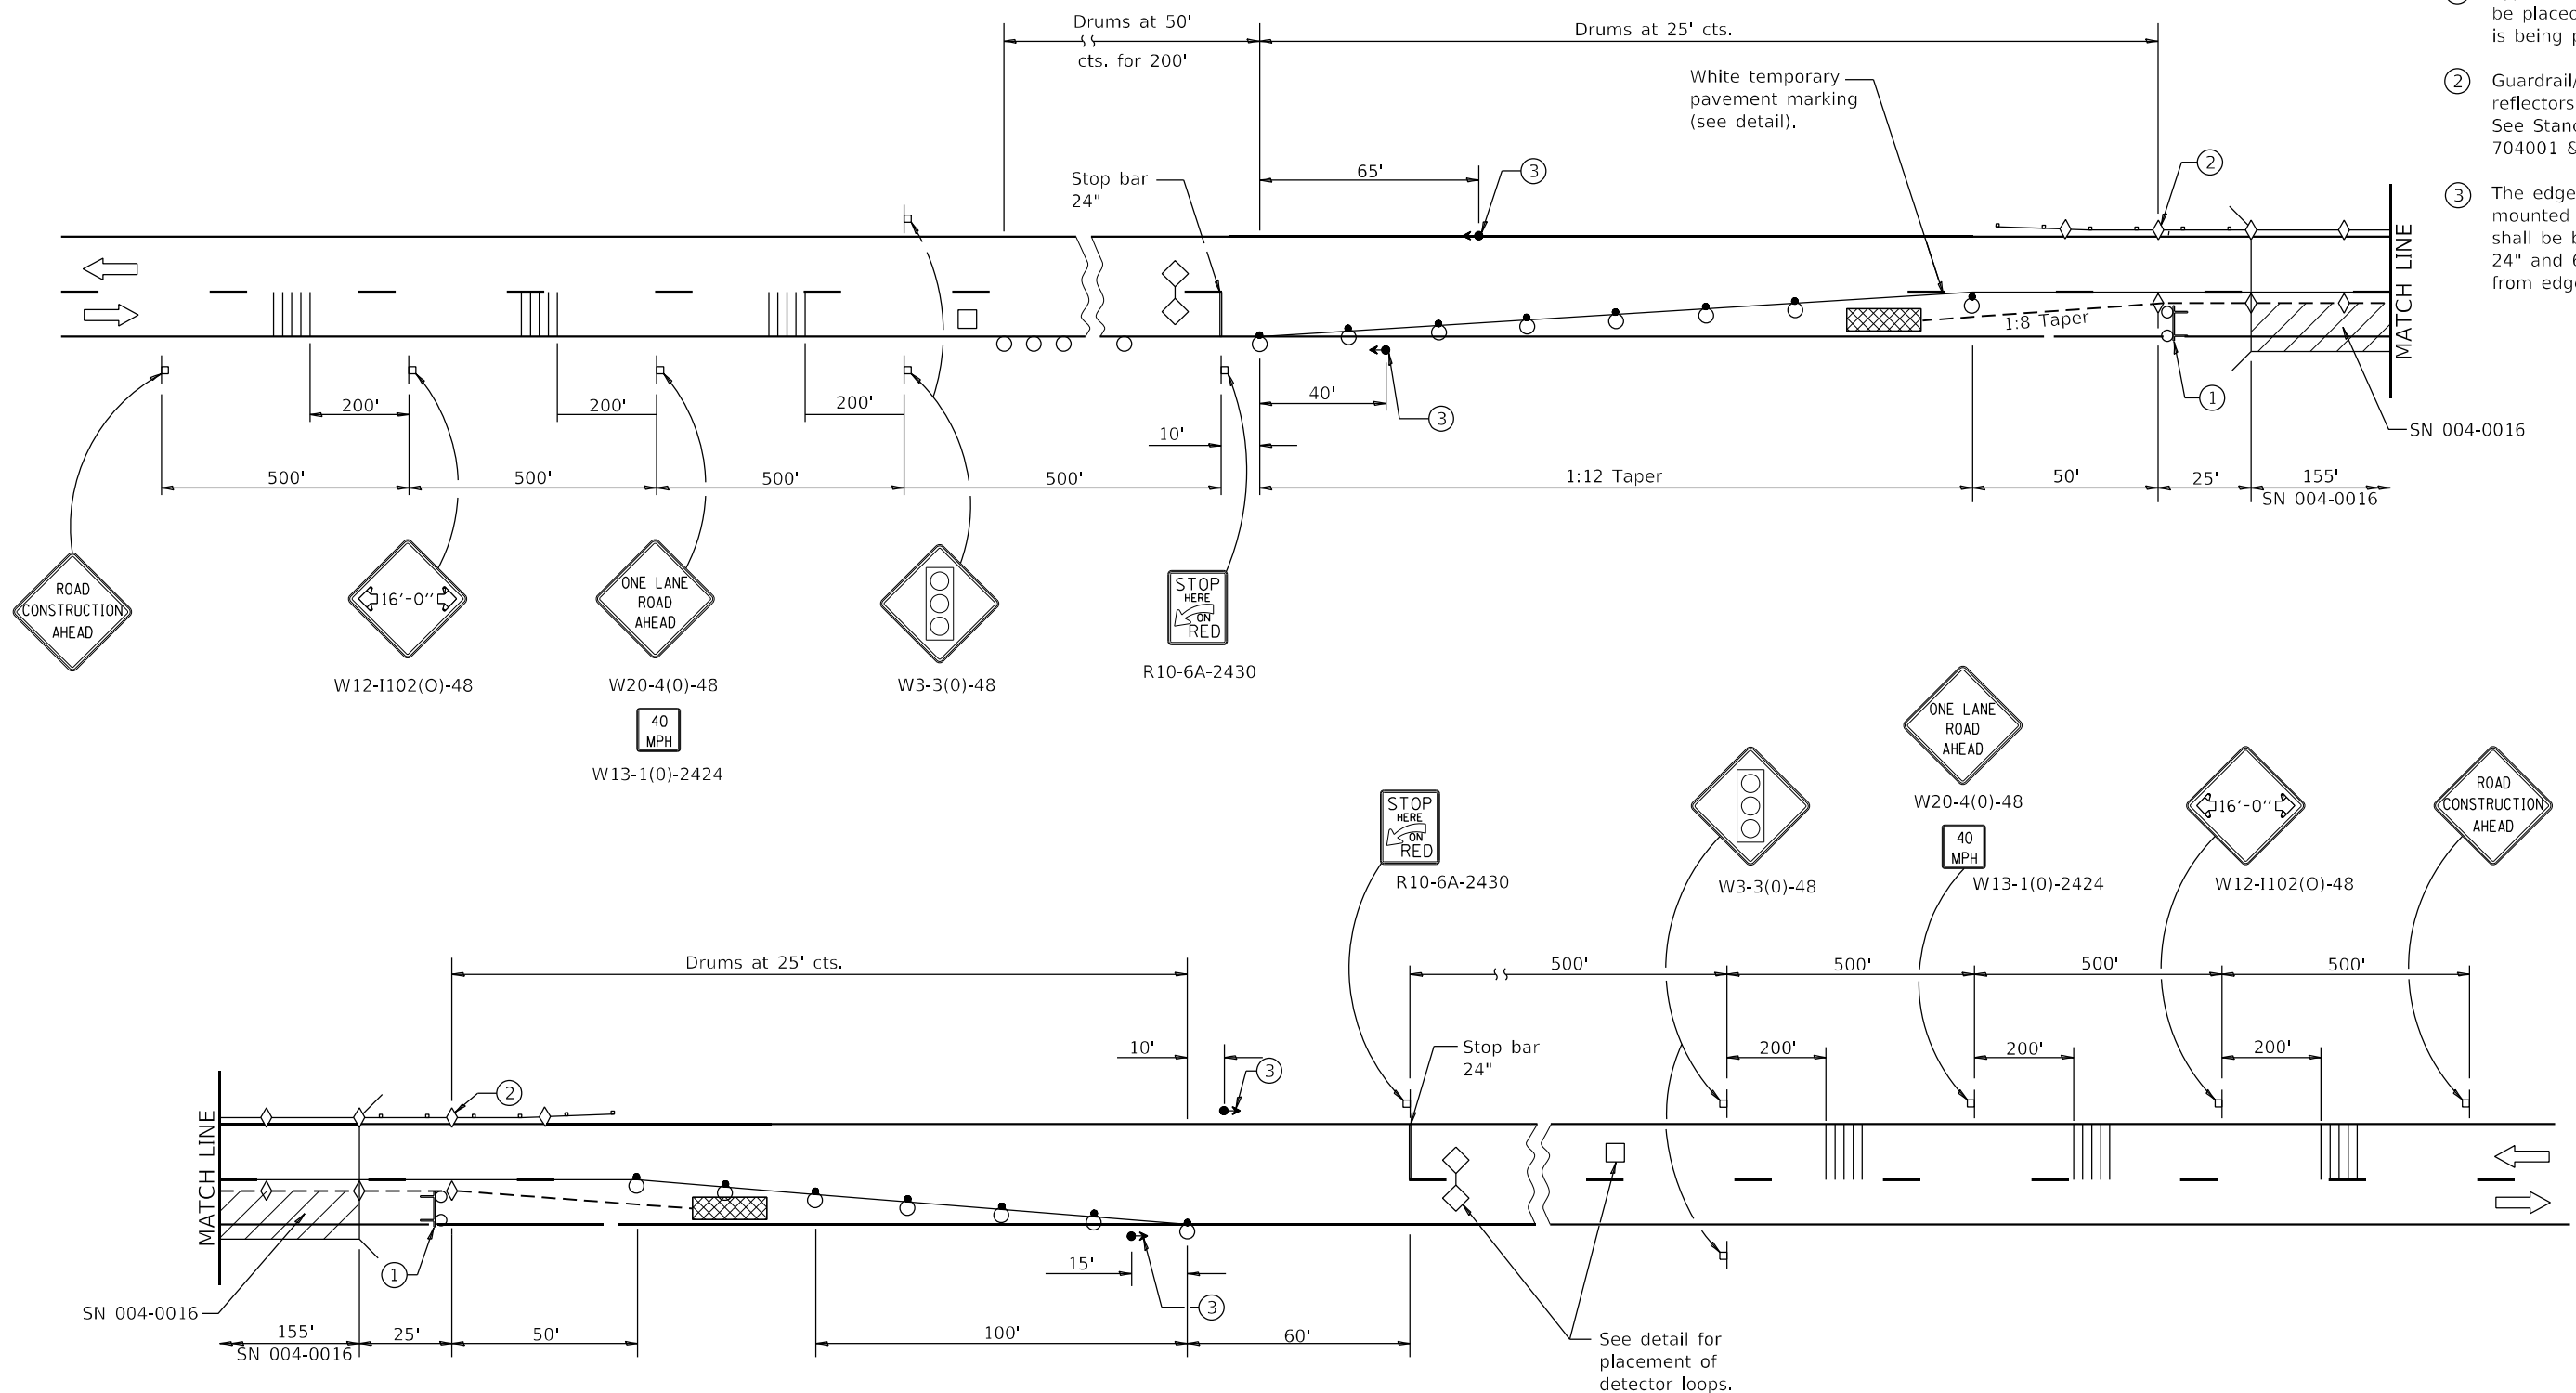 Drums at 50'
cts. for 200'
Drums at 25' cts.
White temporary
pavement marking
(see detail).
be placed
is being
2
Guardrail/
reflectors
See
704001 &
3
The edge
mounted
shall be
24" and
from
Stop bar
24"
65'
3
2
MATCH LINE
1:8 Taper
200'
200'
200'
40'
3
1
10'
SN 004-0016
500'
500'
500'
500'
1:12 Taper
50'
25'
155'
SN 004-0016
ROAD
CONSTRUCTION
AHEAD
16'-0"
W12-I102(O)-48
ONE LANE
ROAD
AHEAD
W20-4(0)-48
40
MPH
W13-1(0)-2424
W3-3(0)-48
STOP
HERE
ON
RED
R10-6A-2430
STOP
HERE
ON
RED
R10-6A-2430
W3-3(0)-48
ONE LANE
ROAD
AHEAD
W20-4(0)-48
40
MPH
W13-1(0)-2424
16'-0"
W12-I102(O)-48
ROAD
CONSTRUCTION
AHEAD
Drums at 25' cts.
500'
500'
500'
500'
10'
3
Stop bar
24"
200'
200'
200'
2
MATCH LINE
1
15'
3
SN 004-0016
155'
SN 004-0016
25'
50'
100'
60'
See detail for
placement of
detector loops.